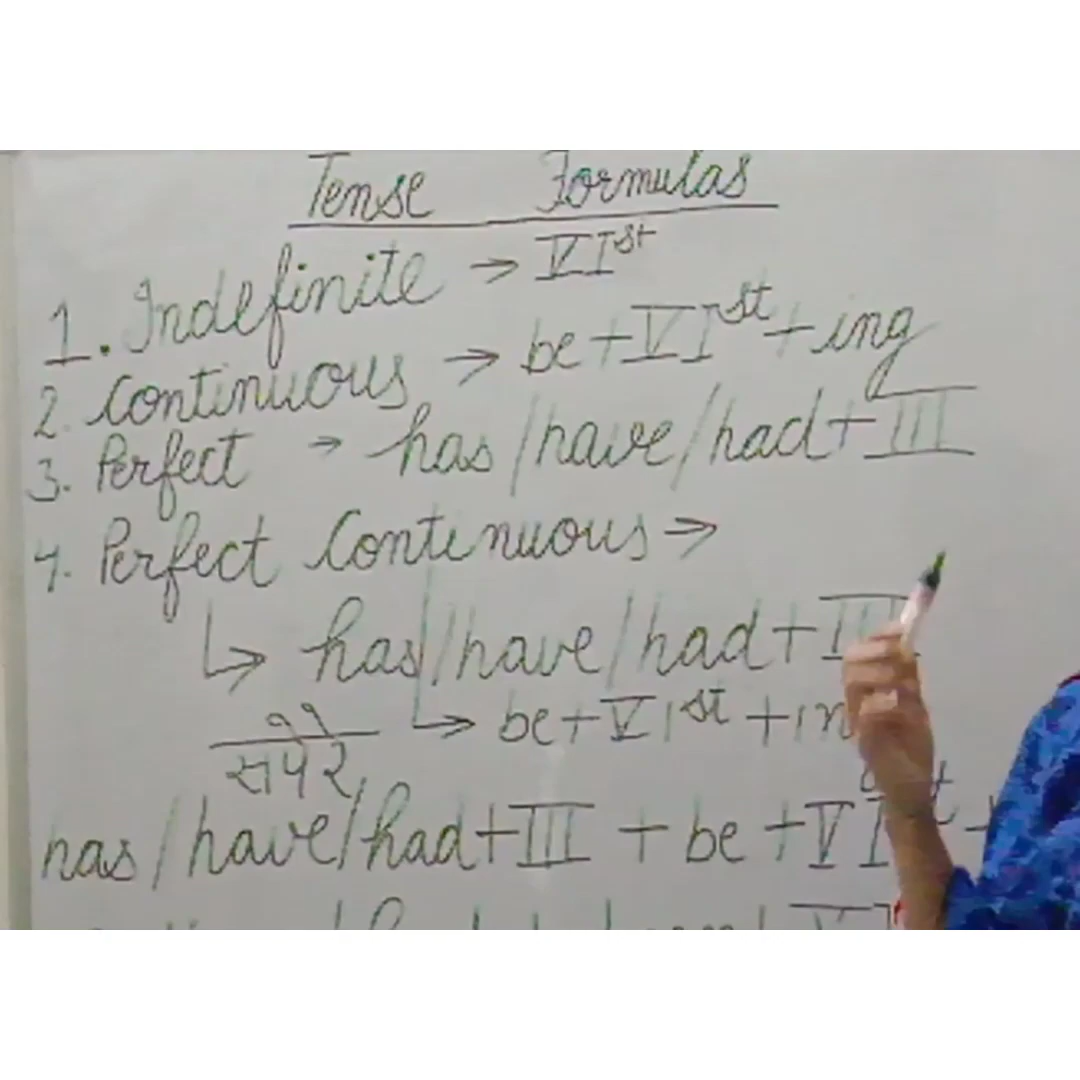 Tense Formulas
1. Indefinite → VIst
2. Continuous → be + VIst + ing
3. Perfect → has/have/had + III
4. Perfect Continuous →
↳ has/have/had + III
↳ be + VIst + in
has/have/had + III + be + VIst +